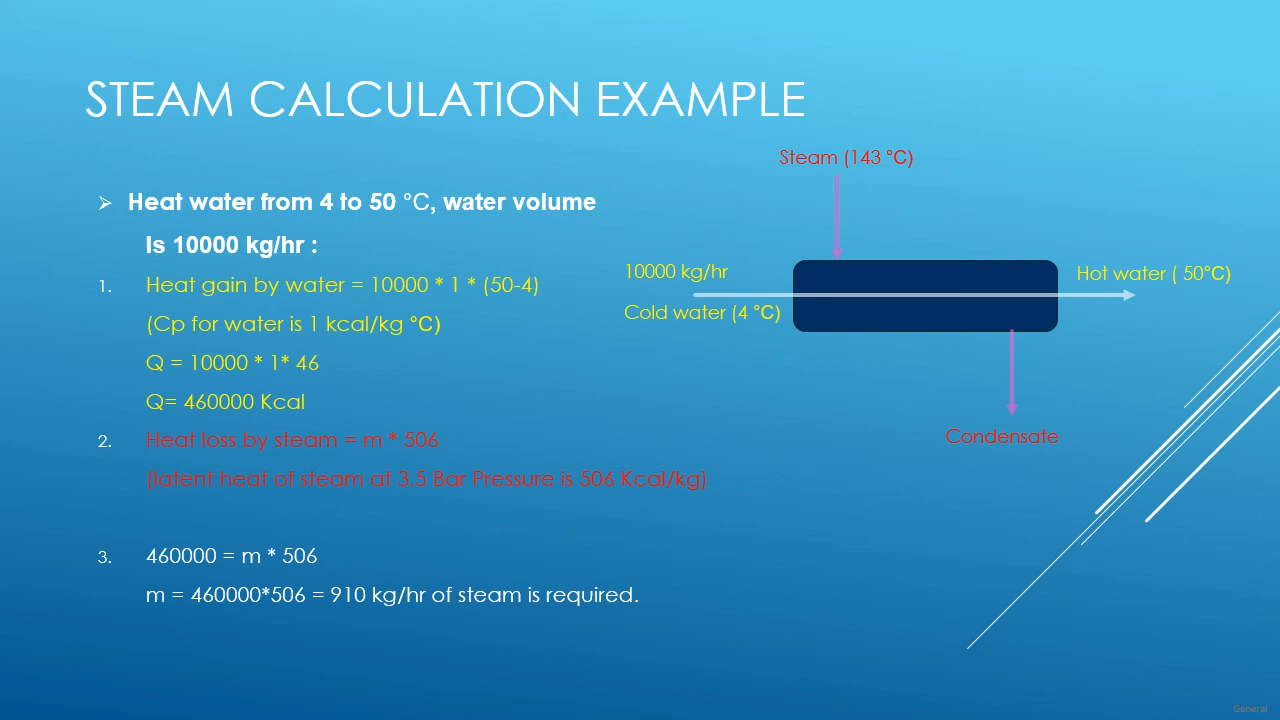 STEAM CALCULATION EXAMPLE
Steam (143 °C)
➢ Heat water from 4 to 50 °C, water volume
Is 10000 kg/hr :
1. Heat gain by water = 10000 * 1 * (50-4)
(Cp for water is 1 kcal/kg °C)
Q = 10000 * 1* 46
Q= 460000 Kcal
2. Heat loss by steam = m * 506
(latent heat of steam at 3.5 Bar Pressure is 506 Kcal/kg)
3. 460000 = m * 506
m = 460000*506 = 910 kg/hr of steam is required.
10000 kg/hr
Cold water (4 °C)
Hot water ( 50°C)
Condensate
General